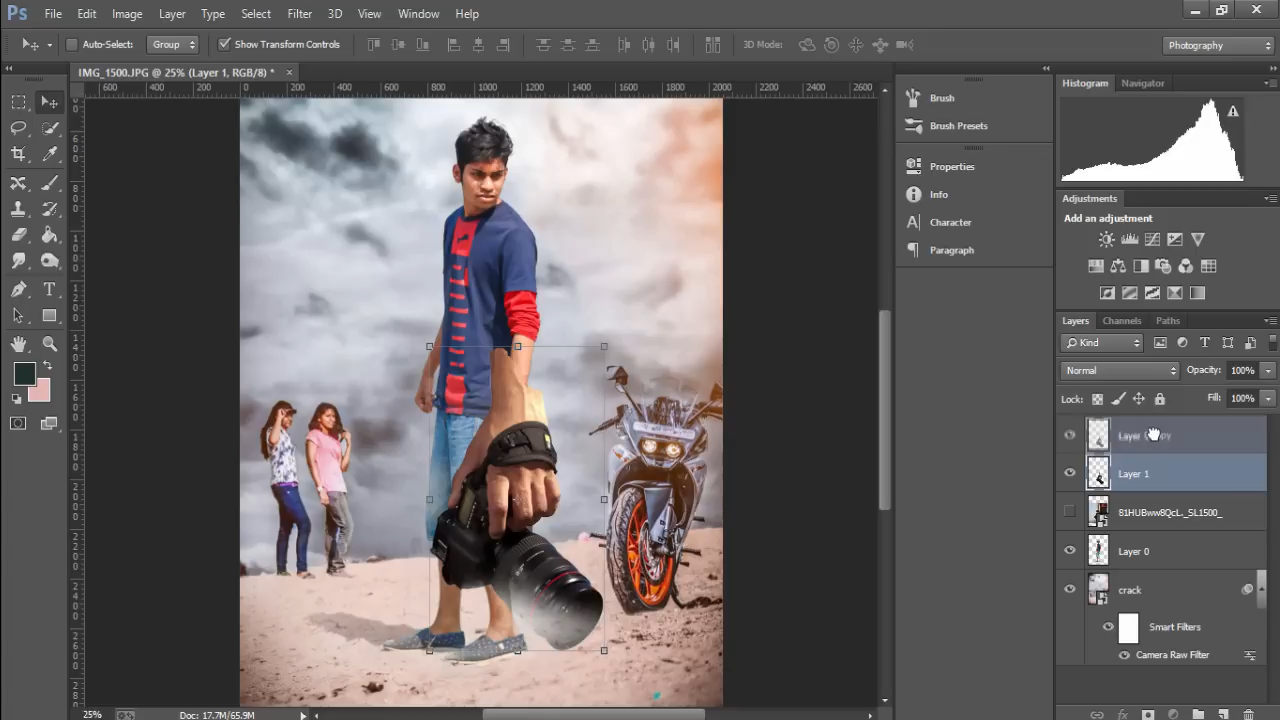 Ps File Edit Image Layer Type Select Filter 3D View Window Help
Auto-Select: Group Show Transform Controls 3D Mode: Photography
IMG_1500.JPG @ 25% (Layer 1, RGB/8) *
600 400 200 0 200 400 600 800 1000 1200 1400 1600 1800 2000 2200 2400 2600
Histogram Navigator
Brush
Brush Presets
Properties
Info
Character
Paragraph
Adjustments
Add an adjustment
Layers Channels Paths
Kind
Normal Opacity: 100%
Lock: Fill: 100%
Layer
Layer 1
81HUBww8QcL._SL1500_
Layer 0
crack
Smart Filters
Camera Raw Filter
25% Doc: 17.7M/65.9M